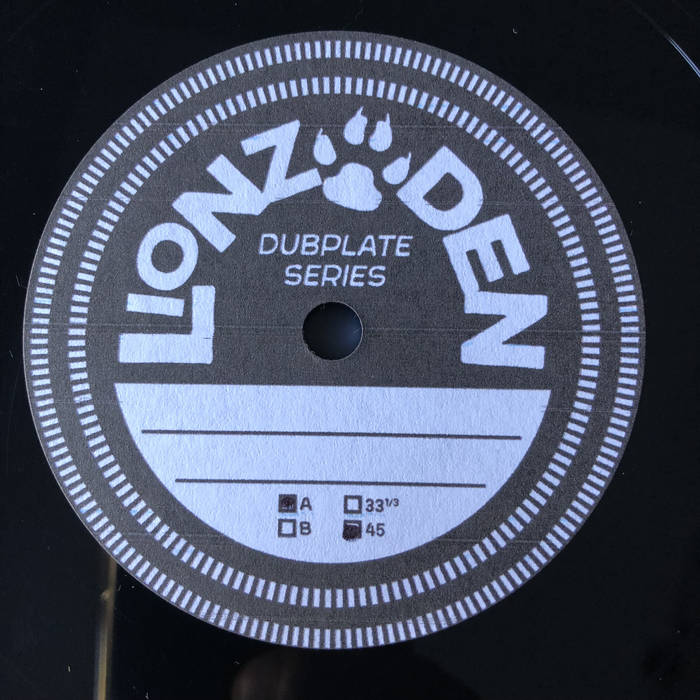 LIONZ DEN
DUBPLATE
SERIES
A 33 1/3
B 45